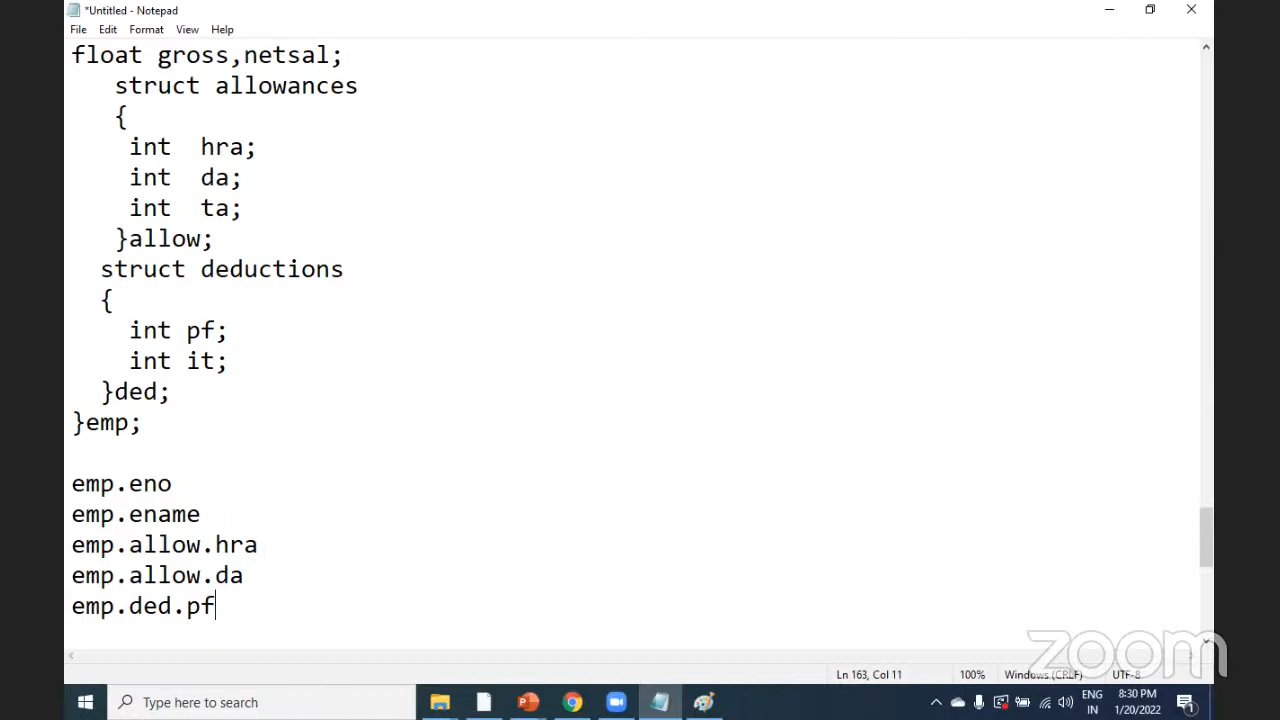 *Untitled - Notepad
File Edit Format View Help
float gross,netsal;
struct allowances
{
int  hra;
int  da;
int  ta;
}allow;
struct deductions
{
int pf;
int it;
}ded;
}emp;
emp.eno
emp.ename
emp.allow.hra
emp.allow.da
emp.ded.pf
zoom
Ln 163, Col 11 100% Windows (CRLF) UTF-8
Type here to search
ENG
IN
8:30 PM
1/20/2022
1